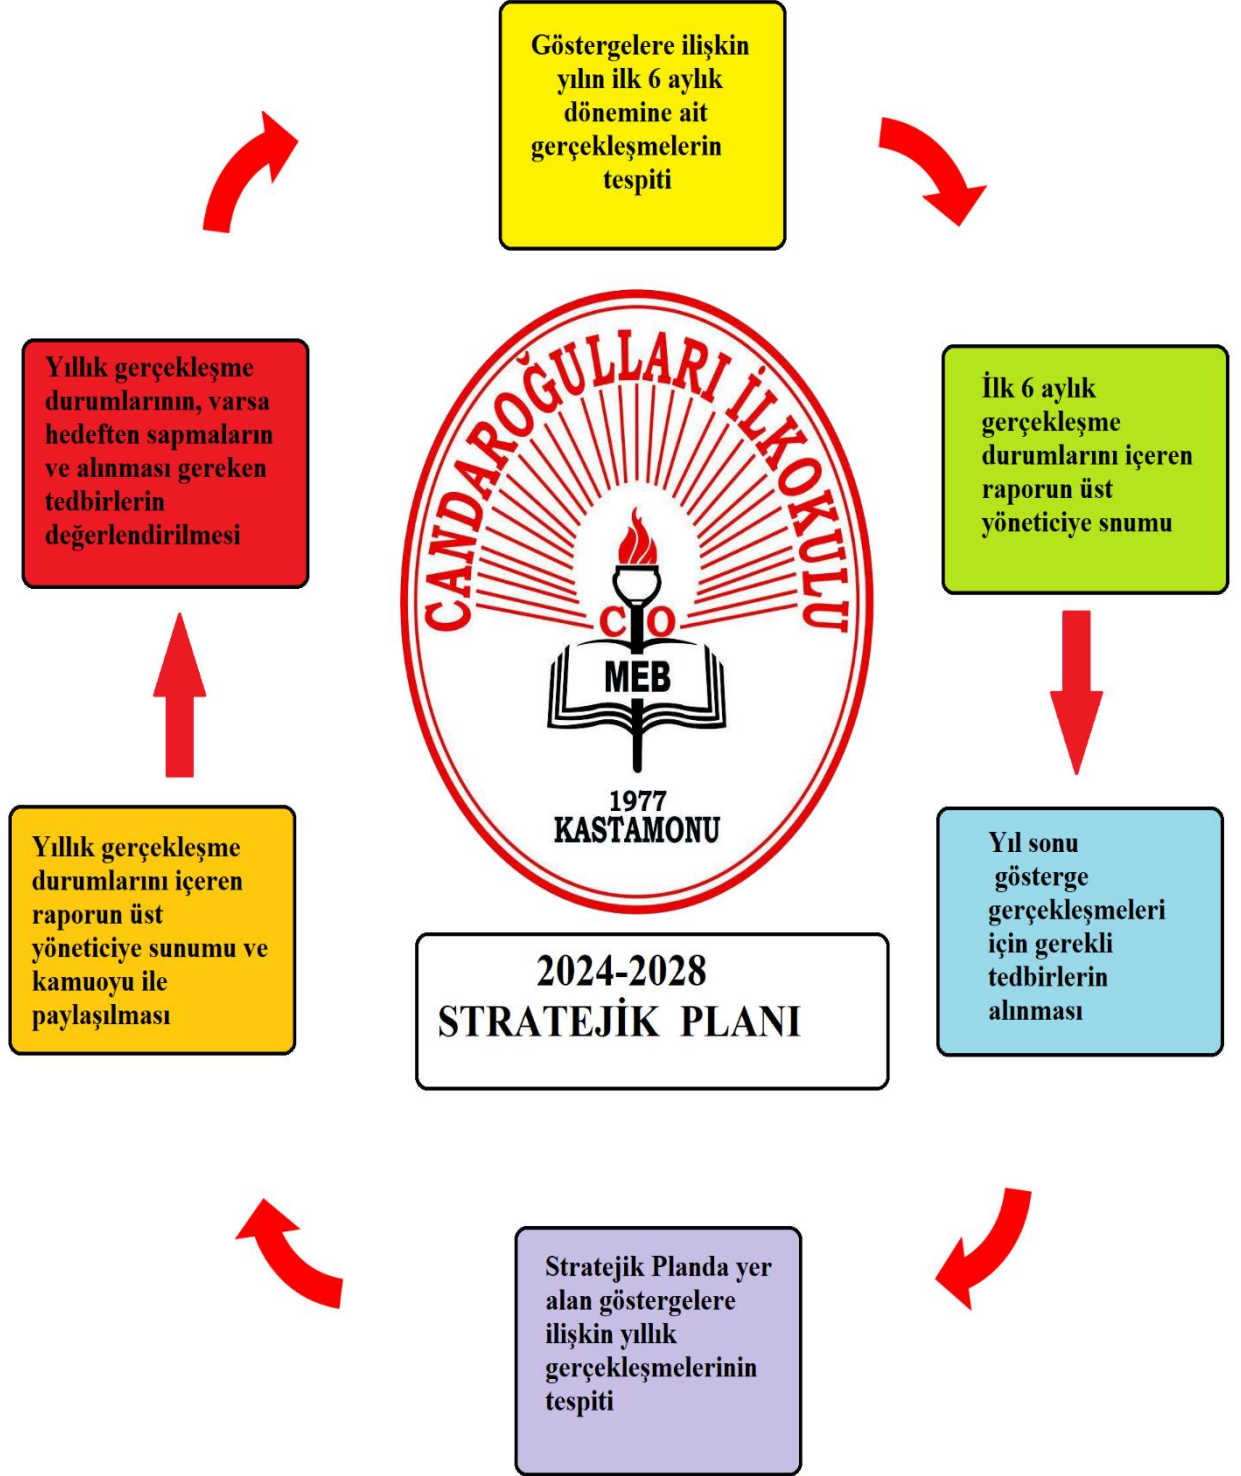 Göstergelere ilişkin
yılın ilk 6 aylık
dönemine ait
gerçekleşmelerin
tespiti
İlk 6 aylık
gerçekleşme
durumlarını içeren
raporun üst
yöneticiye snumu
Yıl sonu
gösterge
gerçekleşmeleri
için gerekli
tedbirlerin
alınması
Stratejik Planda yer
alan göstergelere
ilişkin yıllık
gerçekleşmelerinin
tespiti
Yıllık gerçekleşme
durumlarını içeren
raporun üst
yöneticiye sunumu ve
kamuoyu ile
paylaşılması
Yıllık gerçekleşme
durumlarının, varsa
hedeften sapmaların
ve alınması gereken
tedbirlerin
değerlendirilmesi
CANDAROĞULLARI İLKOKULU
C O
MEB
1977
KASTAMONU
2024-2028
STRATEJİK PLANI